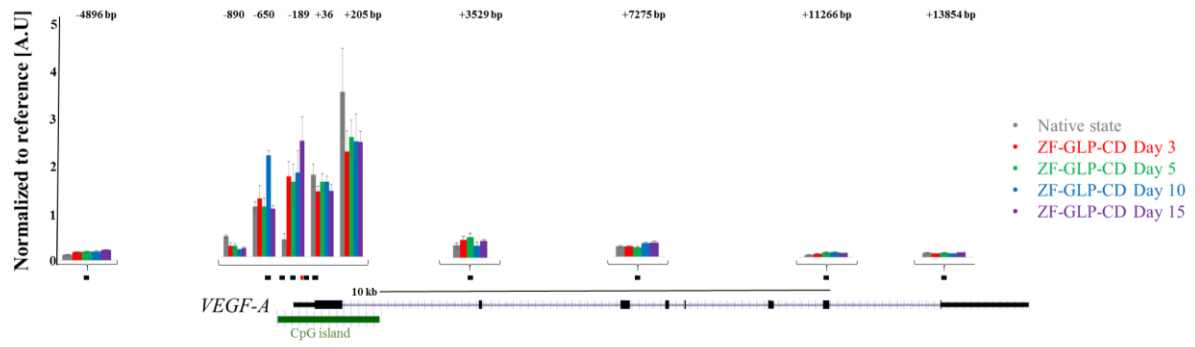 -4896 bp -890 -650 -189 +36 +205 bp +3529 bp +7275 bp +11266 bp +13854 bp
Normalized to reference [A.U]
5
4
3
2
1
0
Native state
ZF-GLP-CD Day 3
ZF-GLP-CD Day 5
ZF-GLP-CD Day 10
ZF-GLP-CD Day 15
10 kb
VEGF-A
CpG island